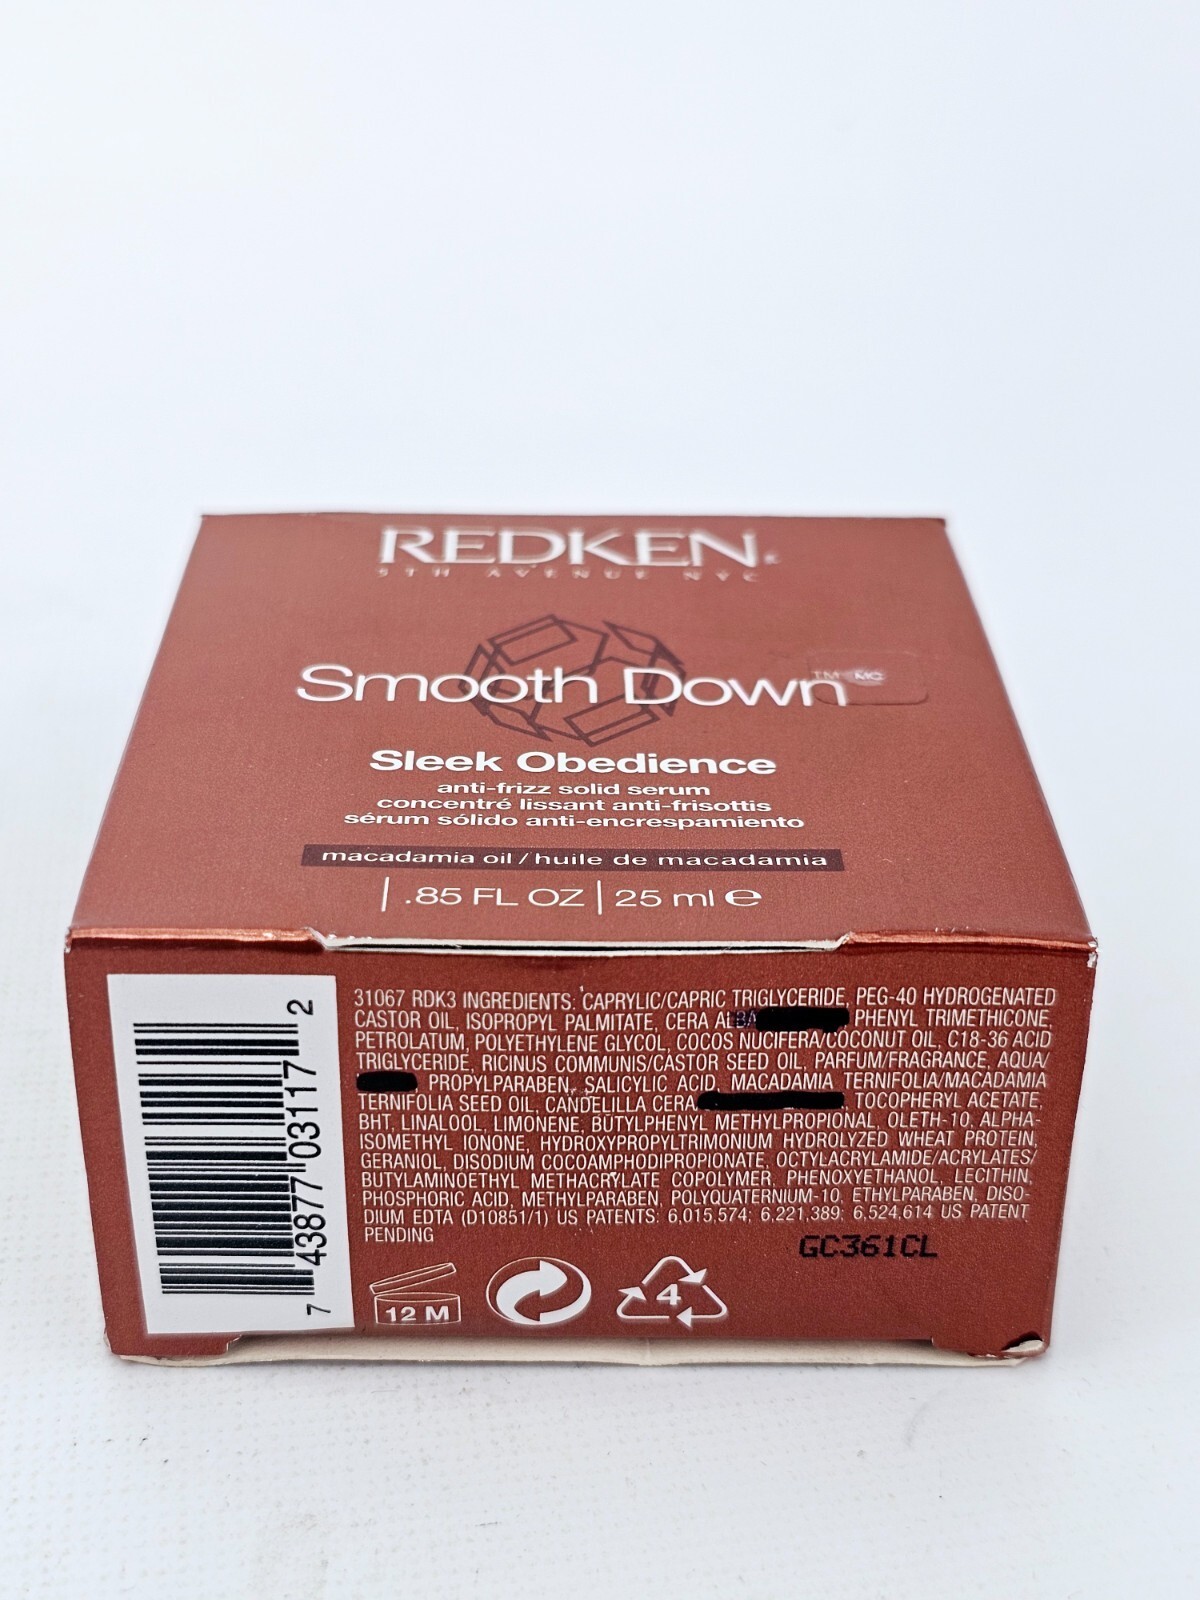 REDKEN
5TH AVENUE NYC
Smooth Down TM MC
Sleek Obedience
anti-frizz solid serum
concentré lissant anti-frisottis
sérum sólido anti-encrespamiento
macadamia oil / huile de macadamia
.85 FL OZ | 25 ml e
7 43877 03117 2
31067 RDK3 INGREDIENTS: CAPRYLIC/CAPRIC TRIGLYCERIDE, PEG-40 HYDROGENATED
CASTOR OIL, ISOPROPYL PALMITATE, CERA ALBA PHENYL TRIMETHICONE,
PETROLATUM, POLYETHYLENE GLYCOL, COCOS NUCIFERA/COCONUT OIL, C18-36 ACID
TRIGLYCERIDE, RICINUS COMMUNIS/CASTOR SEED OIL, PARFUM/FRAGRANCE, AQUA/
, PROPYLPARABEN, SALICYLIC ACID, MACADAMIA TERNIFOLIA/MACADAMIA
TERNIFOLIA SEED OIL, CANDELILLA CERA , TOCOPHERYL ACETATE,
BHT, LINALOOL, LIMONENE, BUTYLPHENYL METHYLPROPIONAL, OLETH-10, ALPHA-
ISOMETHYL IONONE, HYDROXYPROPYLTRIMONIUM HYDROLYZED WHEAT PROTEIN,
GERANIOL, DISODIUM COCOAMPHODIPROPIONATE, OCTYLACRYLAMIDE/ACRYLATES/
BUTYLAMINOETHYL METHACRYLATE COPOLYMER, PHENOXYETHANOL, LECITHIN,
PHOSPHORIC ACID, METHYLPARABEN, POLYQUATERNIUM-10, ETHYLPARABEN, DISO-
DIUM EDTA (D10851/1) US PATENTS: 6,015,574; 6,221,389; 6,524,614 US PATENT
PENDING
GC361CL
12 M
4